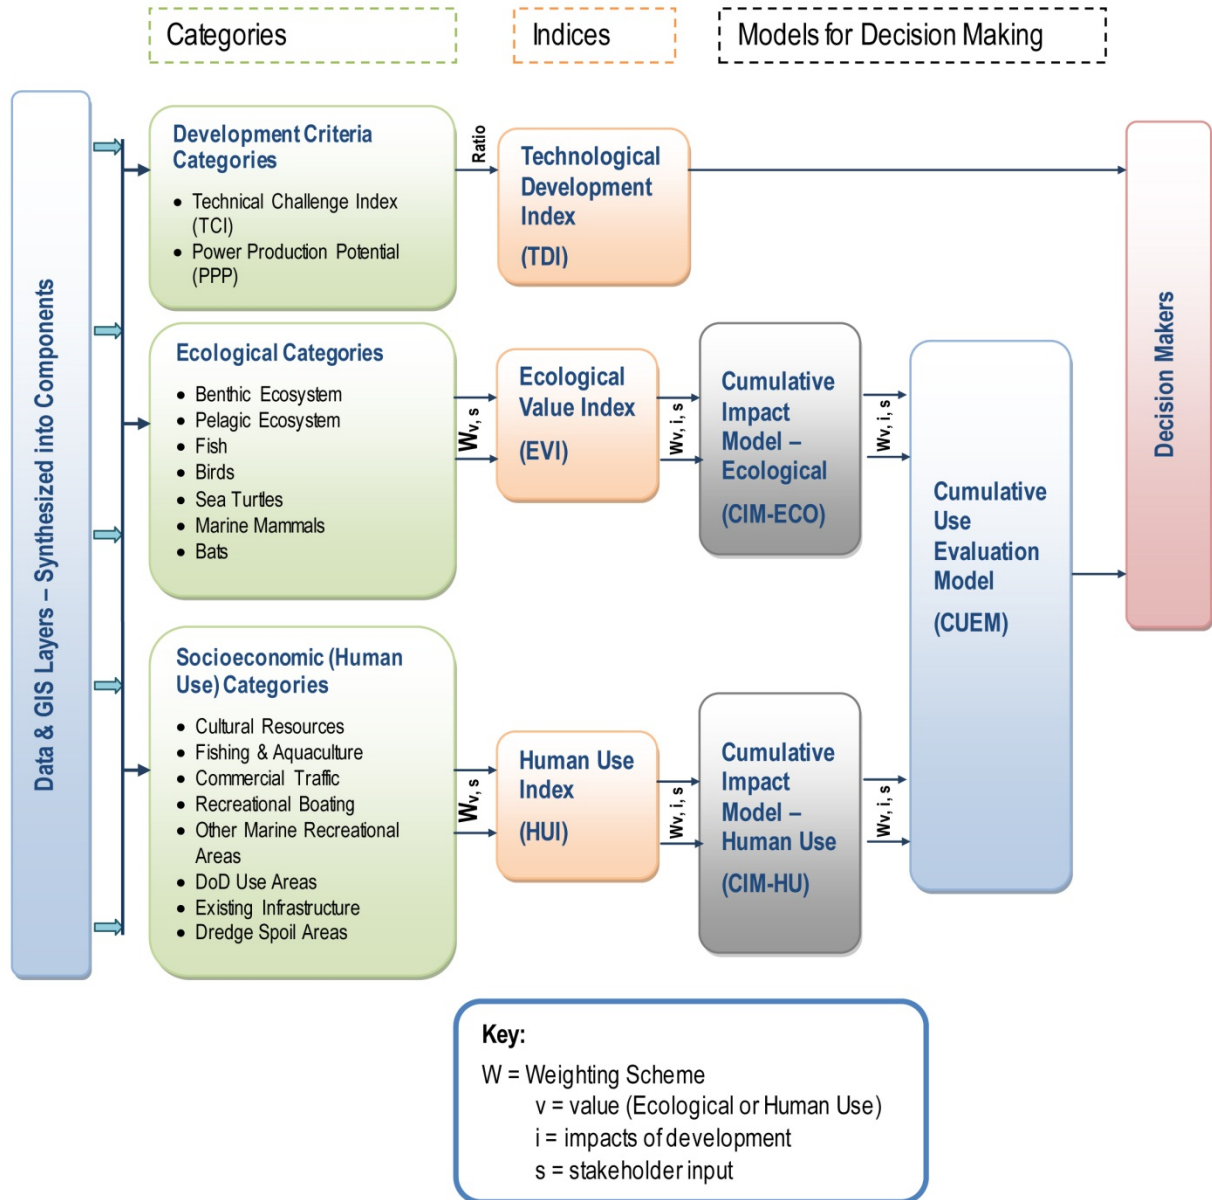 Categories
Indices
Models for Decision Making
Data & GIS Layers – Synthesized into Components
Development Criteria
Categories
• Technical Challenge Index
(TCI)
• Power Production Potential
(PPP)
Ratio
Technological
Development
Index
(TDI)
Ecological Categories
• Benthic Ecosystem
• Pelagic Ecosystem
• Fish
• Birds
• Sea Turtles
• Marine Mammals
• Bats
Wv, s
Ecological
Value Index
(EVI)
Wv, i, s
Cumulative
Impact
Model –
Ecological
(CIM-ECO)
Wv, i, s
Socioeconomic (Human
Use) Categories
• Cultural Resources
• Fishing & Aquaculture
• Commercial Traffic
• Recreational Boating
• Other Marine Recreational
Areas
• DoD Use Areas
• Existing Infrastructure
• Dredge Spoil Areas
Wv, s
Human Use
Index
(HUI)
Wv, i, s
Cumulative
Impact
Model –
Human Use
(CIM-HU)
Wv, i, s
Cumulative
Use
Evaluation
Model
(CUEM)
Decision Makers
Key:
W = Weighting Scheme
v = value (Ecological or Human Use)
i = impacts of development
s = stakeholder input